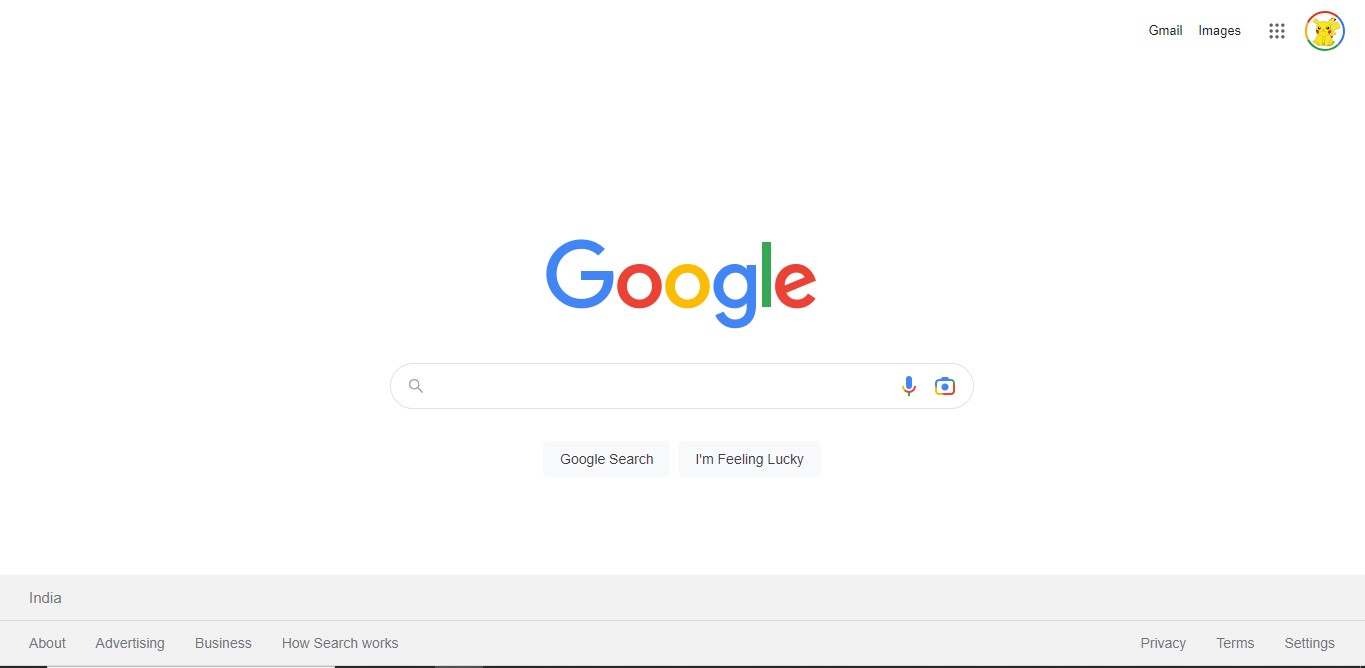 Gmail Images
Google
Google Search I'm Feeling Lucky
India
About Advertising Business How Search works Privacy Terms Settings